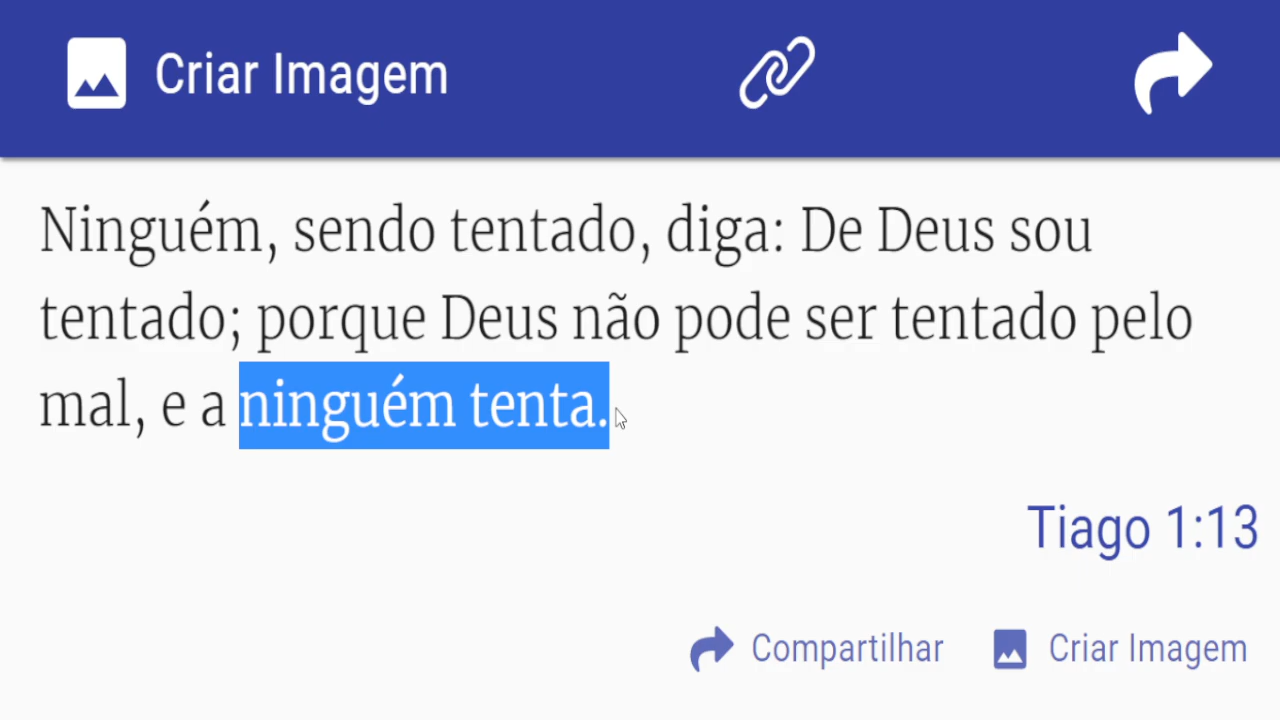 Criar Imagem
Ninguém, sendo tentado, diga: De Deus sou
tentado; porque Deus não pode ser tentado pelo
mal, e a ninguém tenta.
Tiago 1:13
Compartilhar Criar Imagem